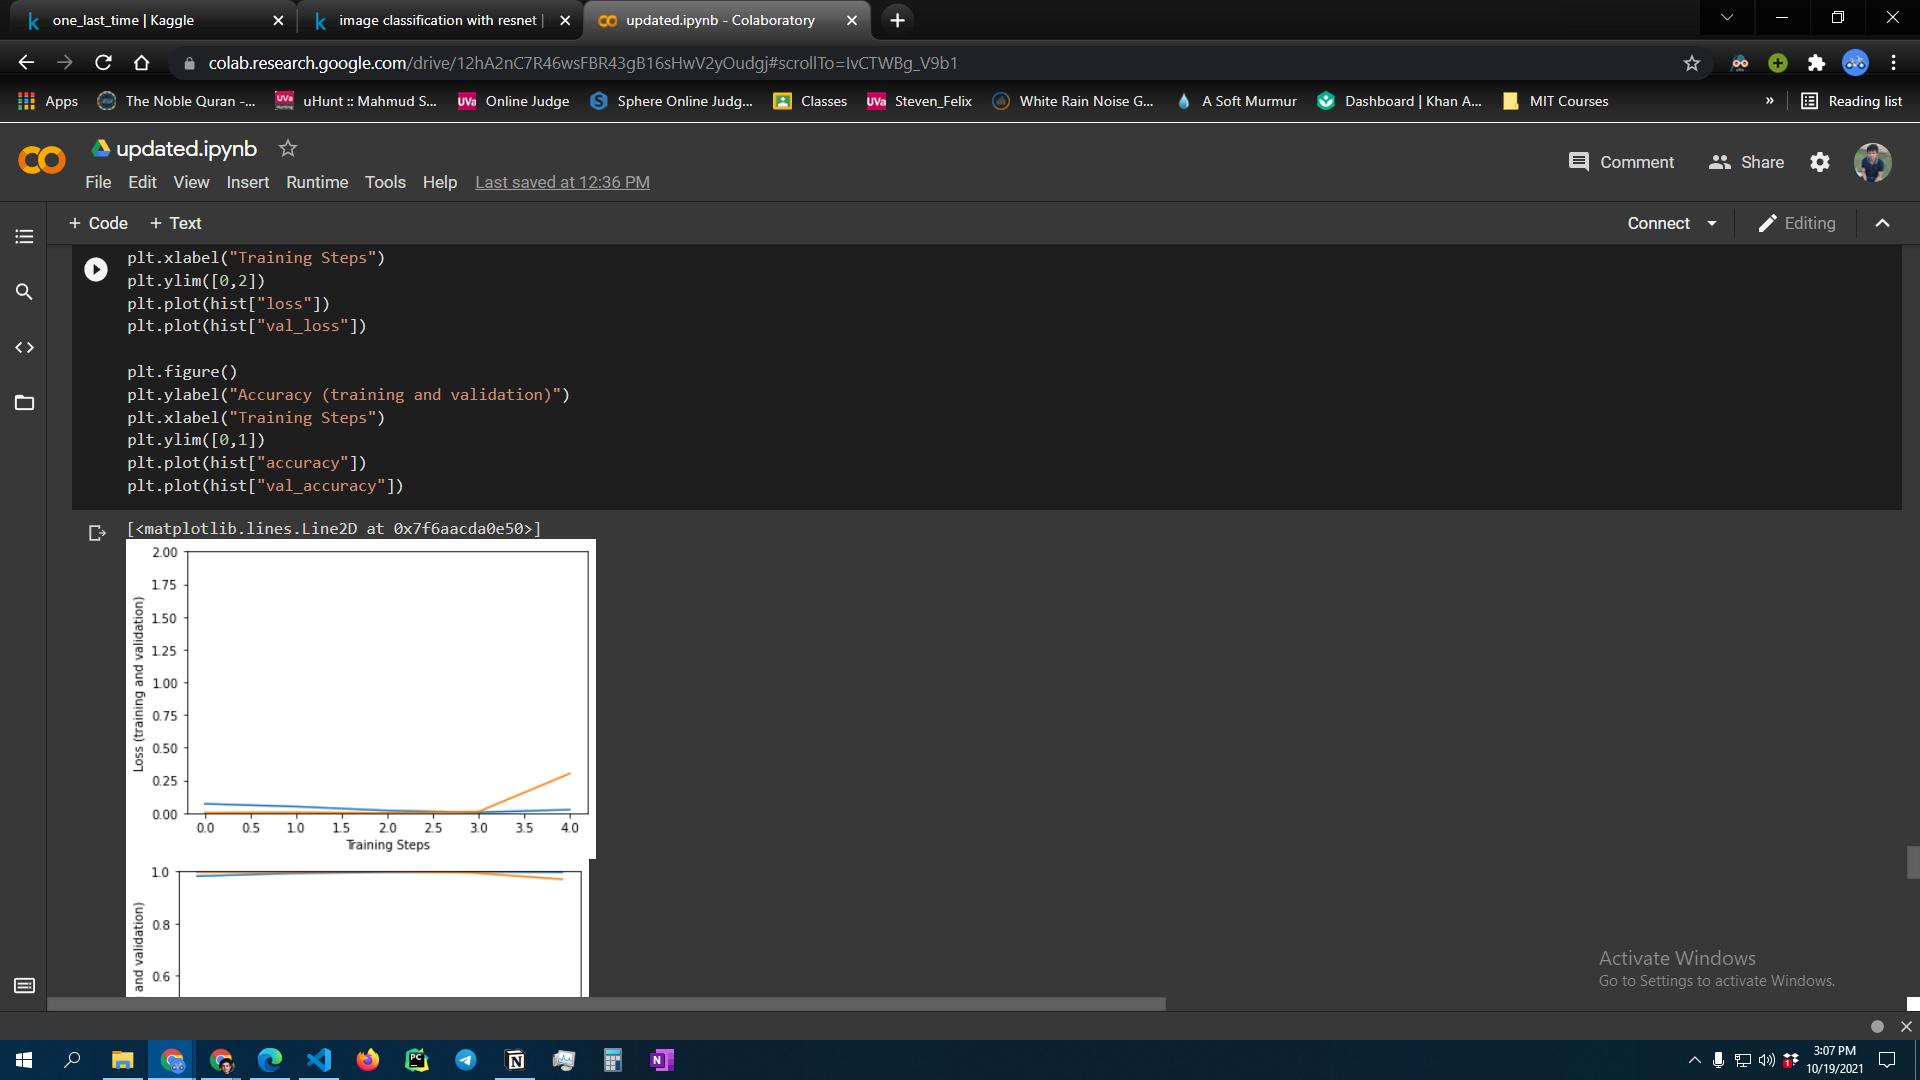 one_last_time | Kaggle
image classification with resnet |
updated.ipynb - Colaboratory
colab.research.google.com/drive/12hA2nC7R46wsFBR43gB16sHwV2yOudgj#scrollTo=IvCTWBg_V9b1
Apps
The Noble Quran -...
uHunt :: Mahmud S...
Online Judge
Sphere Online Judg...
Classes
Steven_Felix
White Rain Noise G...
A Soft Murmur
Dashboard | Khan A...
MIT Courses
»
Reading list
updated.ipynb
Comment
Share
File Edit View Insert Runtime Tools Help Last saved at 12:36 PM
+ Code + Text
Connect
Editing
plt.xlabel("Training Steps")
plt.ylim([0,2])
plt.plot(hist["loss"])
plt.plot(hist["val_loss"])
plt.figure()
plt.ylabel("Accuracy (training and validation)")
plt.xlabel("Training Steps")
plt.ylim([0,1])
plt.plot(hist["accuracy"])
plt.plot(hist["val_accuracy"])
[<matplotlib.lines.Line2D at 0x7f6aacda0e50>]
Loss (training and validation)
2.00
1.75
1.50
1.25
1.00
0.75
0.50
0.25
0.00
0.0 0.5 1.0 1.5 2.0 2.5 3.0 3.5 4.0
Training Steps
and validation)
1.0
0.8
0.6
Activate Windows
Go to Settings to activate Windows.
3:07 PM
10/19/2021